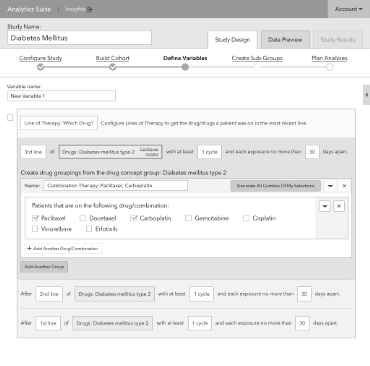 Analytics Suite | Insights
Account
Study Name:
Diabetes Mellitus
Study Design
Data Preview
Study Results
Configure Study
Build Cohort
Define Variables
Create Sub-Groups
Plan Analyses
Variable name:
New Variable 1
Line of Therapy: Which Drug? Configure Lines of Therapy to get the drug/drugs a patient was on in the most recent line.
3rd line of Drugs: Diabetes mellitus type 2 with at least 1 cycle and each exposure no more than 30 days apart.
Create drug groupings from the drug concept group: Diabetes mellitus type 2
Name: Combination Therapy: Paclitaxel, Carboplatin
Generate All Combos Of My Selections
Patients that are on the following drug/combination:
Paclitaxel Docetaxel Carboplatin Gemcitabine Cisplatin
Vinorelbine Erlotinib
+ Add Another Drug/Combination
Add Another Group
After 2nd line of Drugs: Diabetes mellitus type 2 with at least 1 cycle and each exposure no more than 30 days apart.
After 1st line of Drugs: Diabetes mellitus type 2 with at least 1 cycle and each exposure no more than 30 days apart.